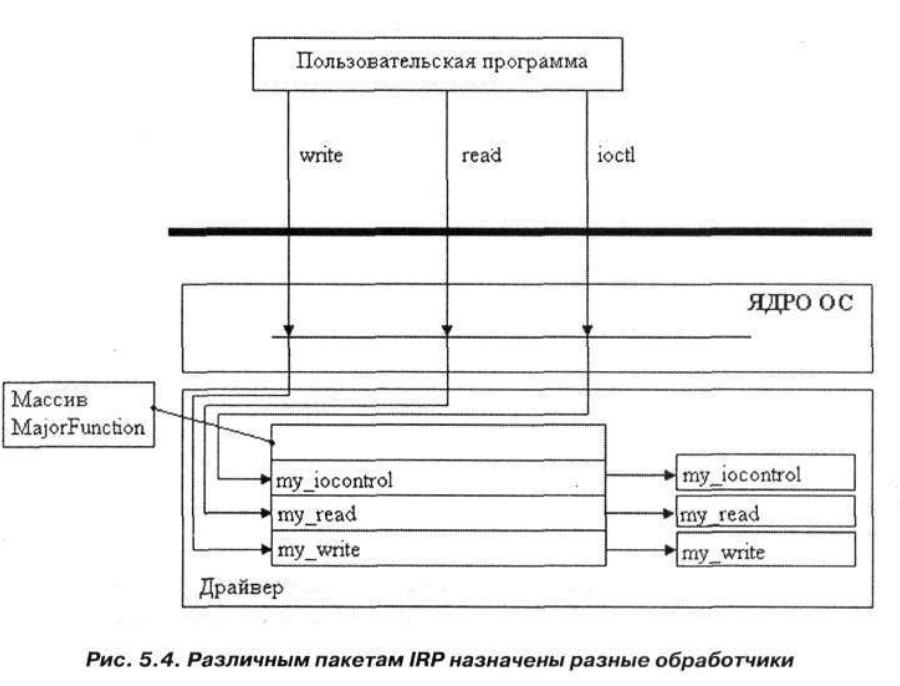 Пользовательская программа
write
read
ioctl
ЯДРО ОС
Массив
MajorFunction
my_iocontrol
my_iocontrol
my_read
my_read
my_write
my_write
Драйвер
Рис. 5.4. Различным пакетам IRP назначены разные обработчики